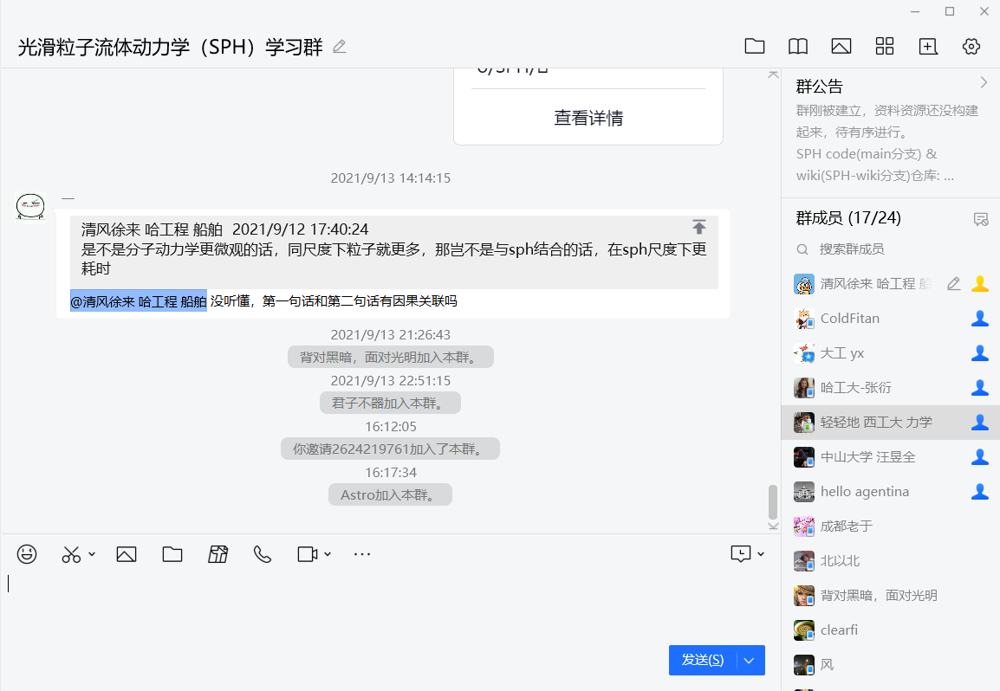 光滑粒子流体动力学（SPH）学习群
查看详情
2021/9/13 14:14:15
一
清风徐来 哈工程 船舶 2021/9/12 17:40:24
是不是分子动力学更微观的话，同尺度下粒子就更多，那岂不是与sph结合的话，在sph尺度下更
耗时
@清风徐来 哈工程 船舶 没听懂，第一句话和第二句话有因果关联吗
2021/9/13 21:26:43
背对黑暗，面对光明加入本群。
2021/9/13 22:51:15
君子不器加入本群。
16:12:05
你邀请2624219761加入了本群。
16:17:34
Astro加入本群。
发送(S)
群公告
群刚被建立，资料资源还没构建
起来，待有序进行。
SPH code(main分支) &
wiki(SPH-wiki分支)仓库: ...
群成员 (17/24)
搜索群成员
清风徐来 哈工程 船
ColdFitan
大工 yx
哈工大-张衍
轻轻地 西工大 力学
中山大学 汪昱全
hello agentina
成都老于
北以北
背对黑暗，面对光明
clearfi
风